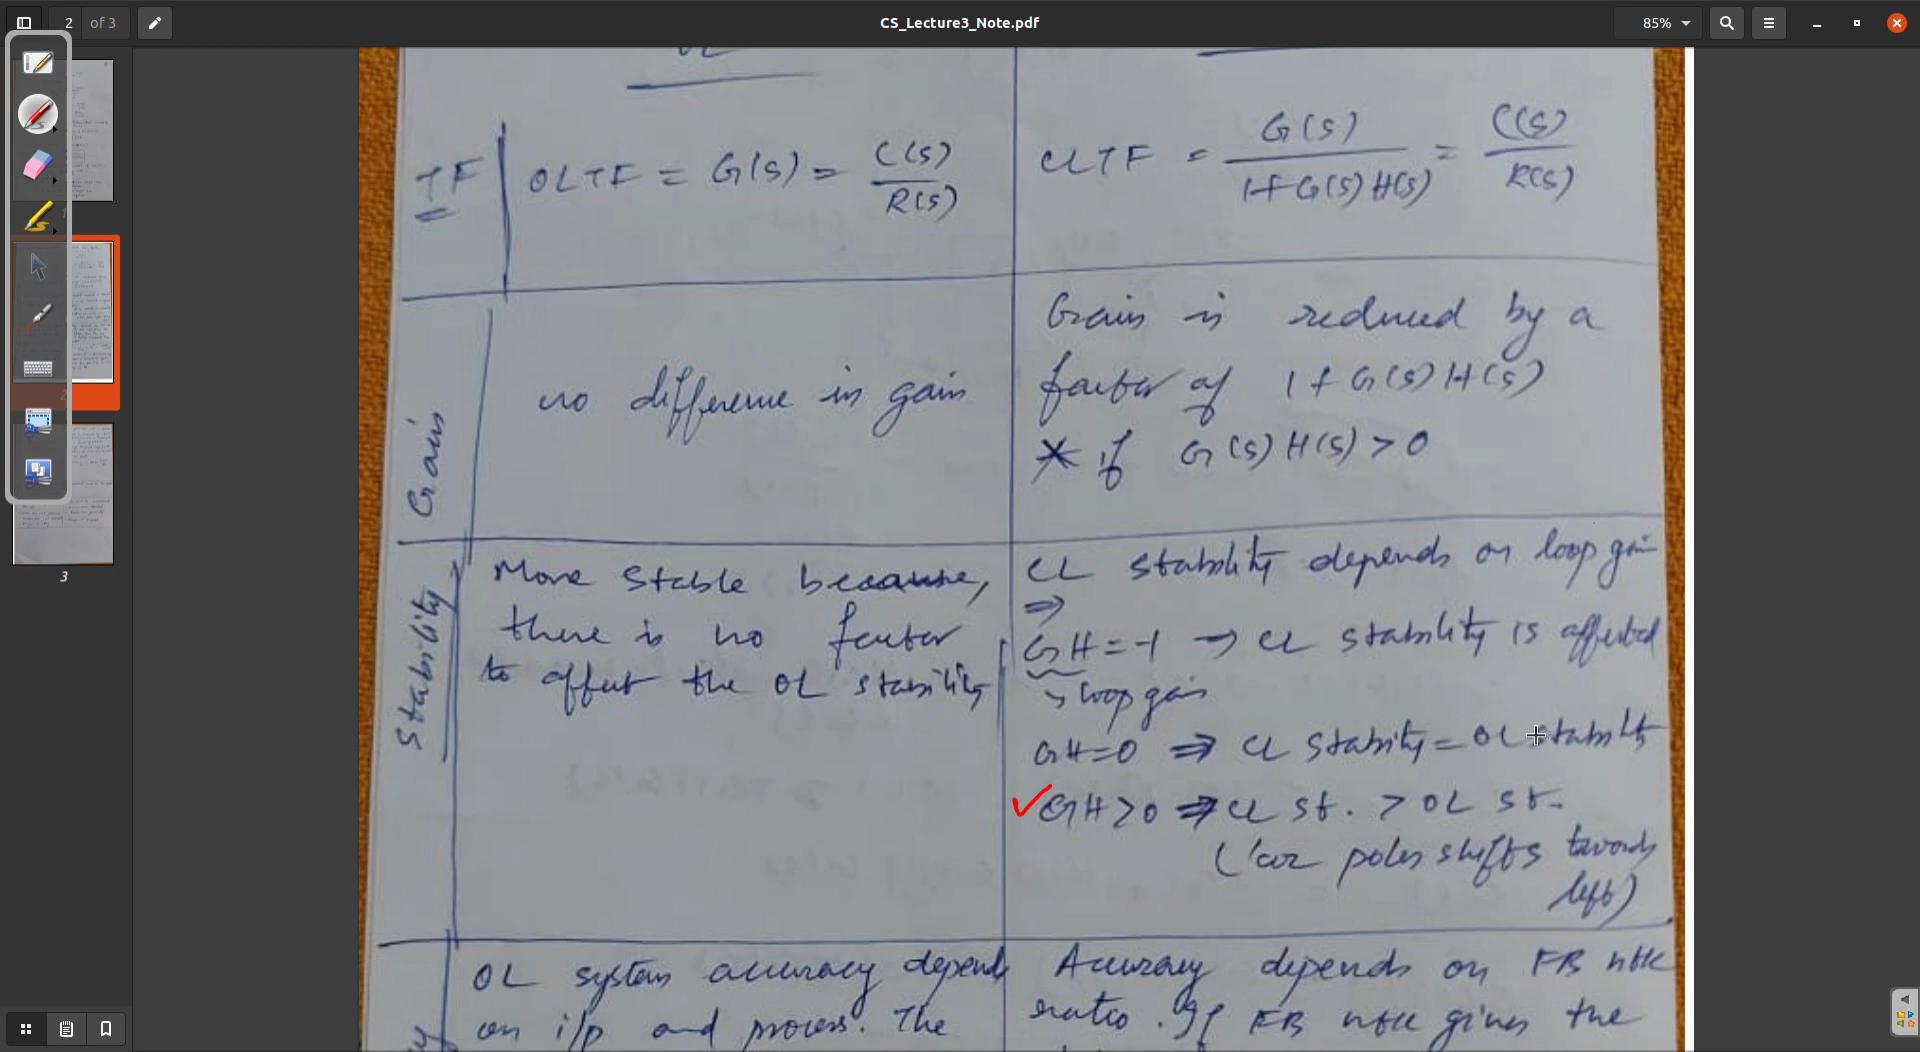 2 of 3
CS_Lecture3_Note.pdf
85%
OL
TF
OLTF = G(s) = C(s)/R(s)
CLTF = G(s)/1+G(s)H(s) = C(s)/R(s)
Gain
no difference in gain
Gain is reduced by a
factor of 1+G(s)H(s)
* if G(s)H(s) > 0
Stability
More stable because,
there is no factor
to affect the OL stability
CL stability depends on loop gain
⇒
GH = -1 → CL stability is affected
↘ loop gain
GH=0 ⇒ CL stability = OL stability
✓ GH>0 ⇒ CL st. > OL st.
('coz poles shifts towards
left)
OL system accuracy depends
on i/p and process. The
Accuracy depends on FB n/k
ratio. If FB n/k gives the
3